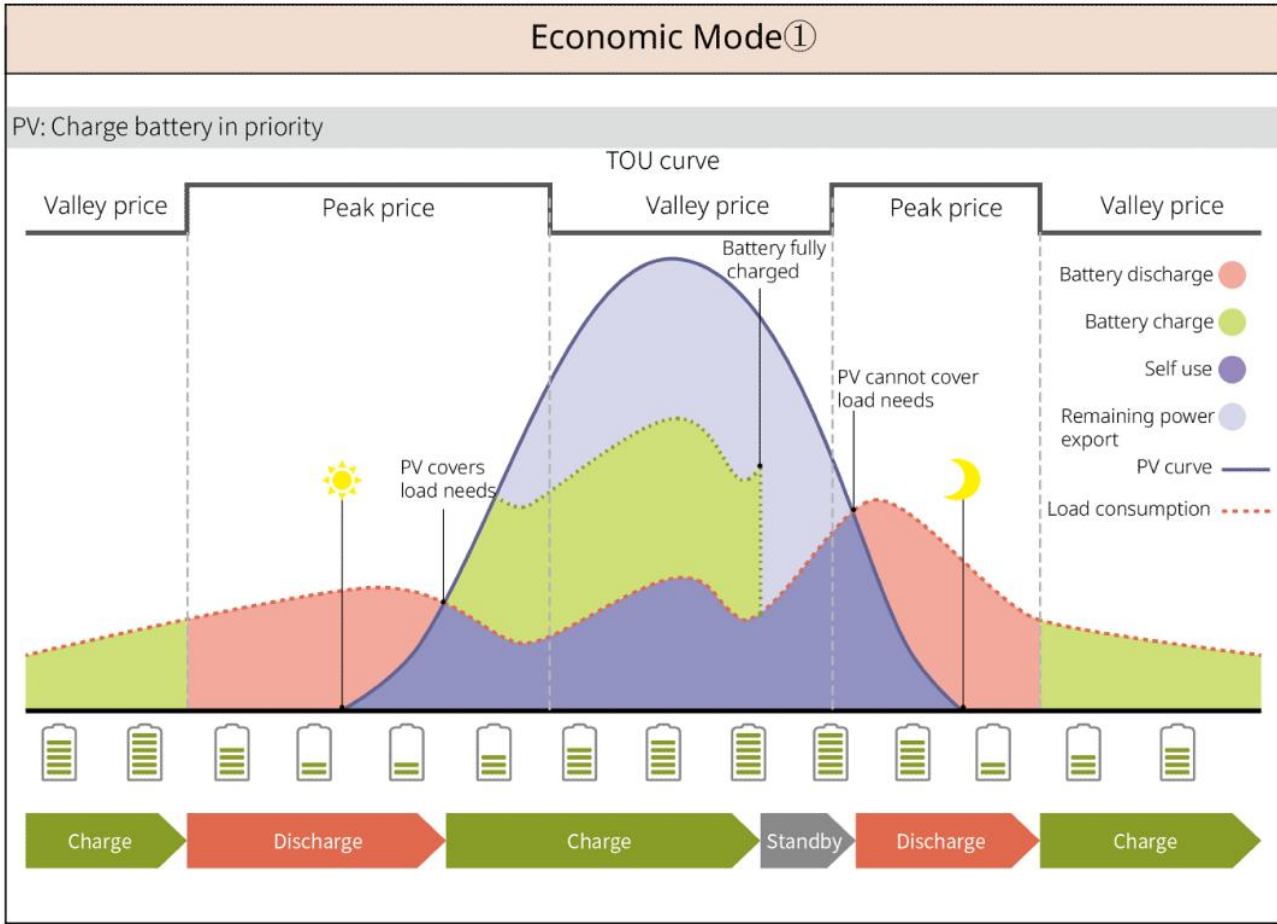 Economic Mode①
PV: Charge battery in priority
TOU curve
Valley price
Peak price
Valley price
Peak price
Valley price
Battery fully
charged
Battery discharge
Battery charge
Self use
Remaining power
export
PV curve
Load consumption
PV cannot cover
load needs
PV covers
load needs
Charge
Discharge
Charge
Standby
Discharge
Charge